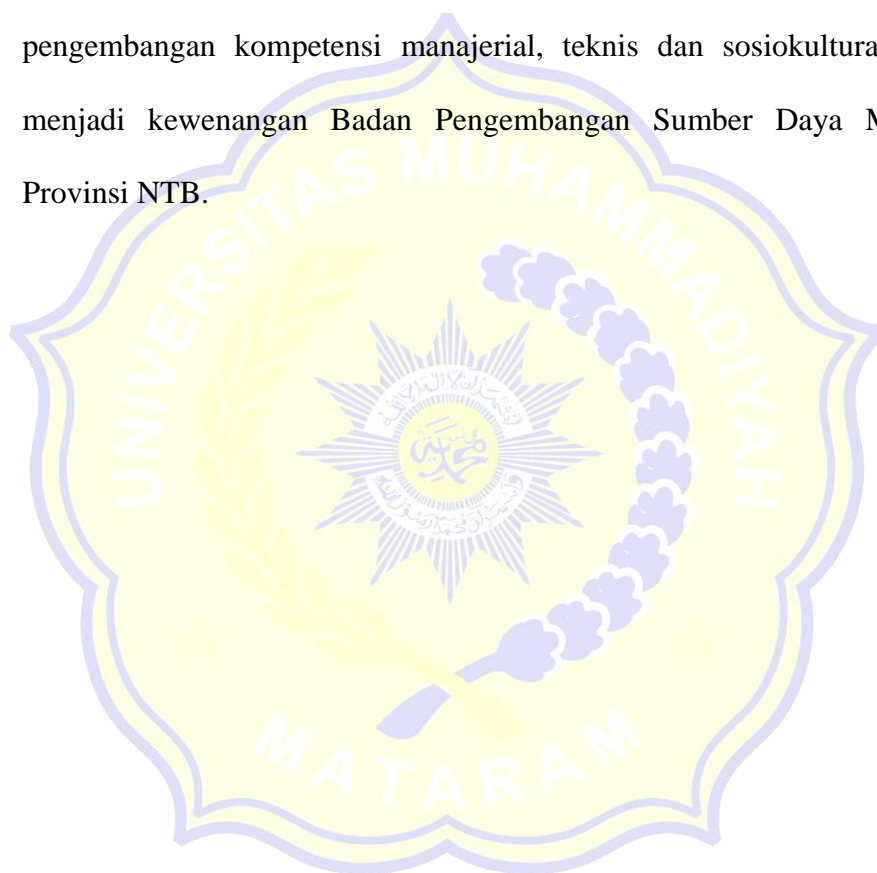 pengembangan kompetensi manajerial, teknis dan sosiokultura
menjadi kewenangan Badan Pengembangan Sumber Daya M
Provinsi NTB.
UNIVERSITAS MUHAMMADIYAH
MATARAM